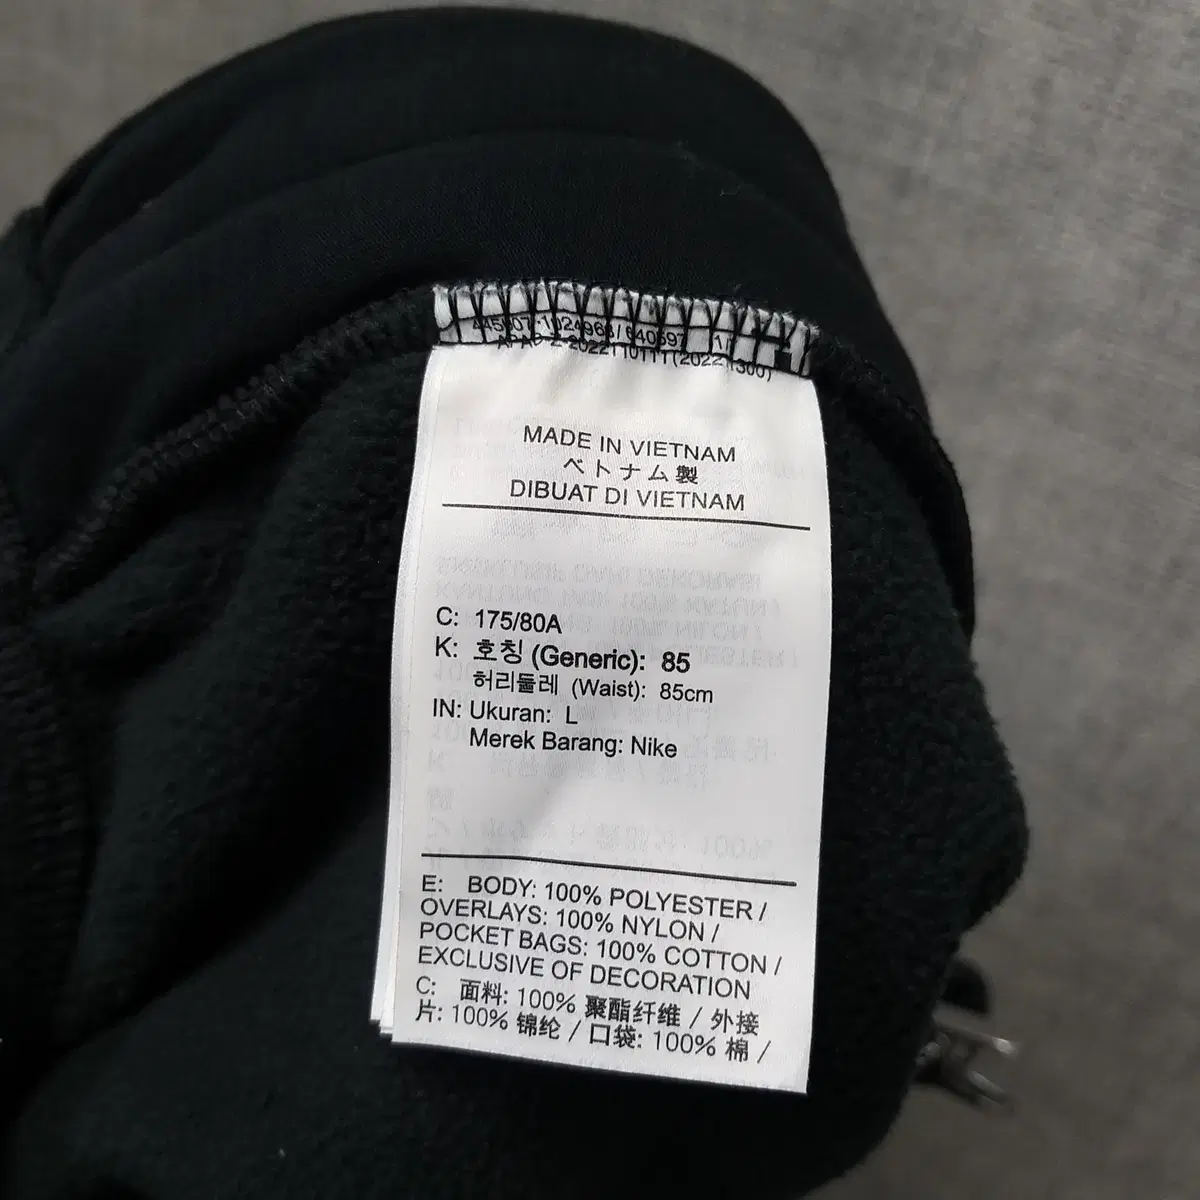 MADE IN VIETNAM
ベトナム製
DIBUAT DI VIETNAM
C: 175/80A
K: 호칭 (Generic): 85
허리둘레 (Waist): 85cm
IN: Ukuran: L
Merek Barang: Nike
E: BODY: 100% POLYESTER /
OVERLAYS: 100% NYLON /
POCKET BAGS: 100% COTTON /
EXCLUSIVE OF DECORATION
C: 面料: 100% 聚酯纤维 / 外接
片: 100% 锦纶 / 口袋: 100% 棉 /